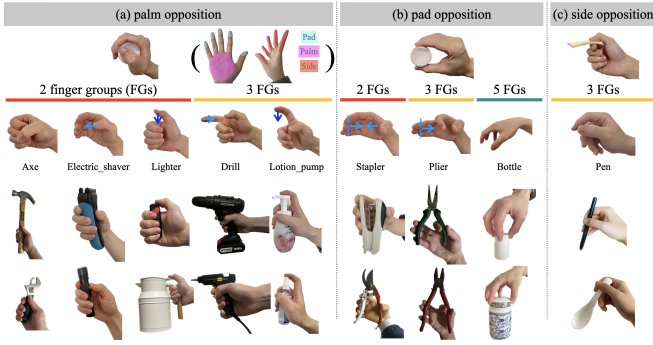 (a) palm opposition
(b) pad opposition
(c) side opposition
Pad
Palm
Side
2 finger groups (FGs)
3 FGs
2 FGs
3 FGs
5 FGs
3 FGs
Axe
Electric_shaver
Lighter
Drill
Lotion_pump
Stapler
Plier
Bottle
Pen